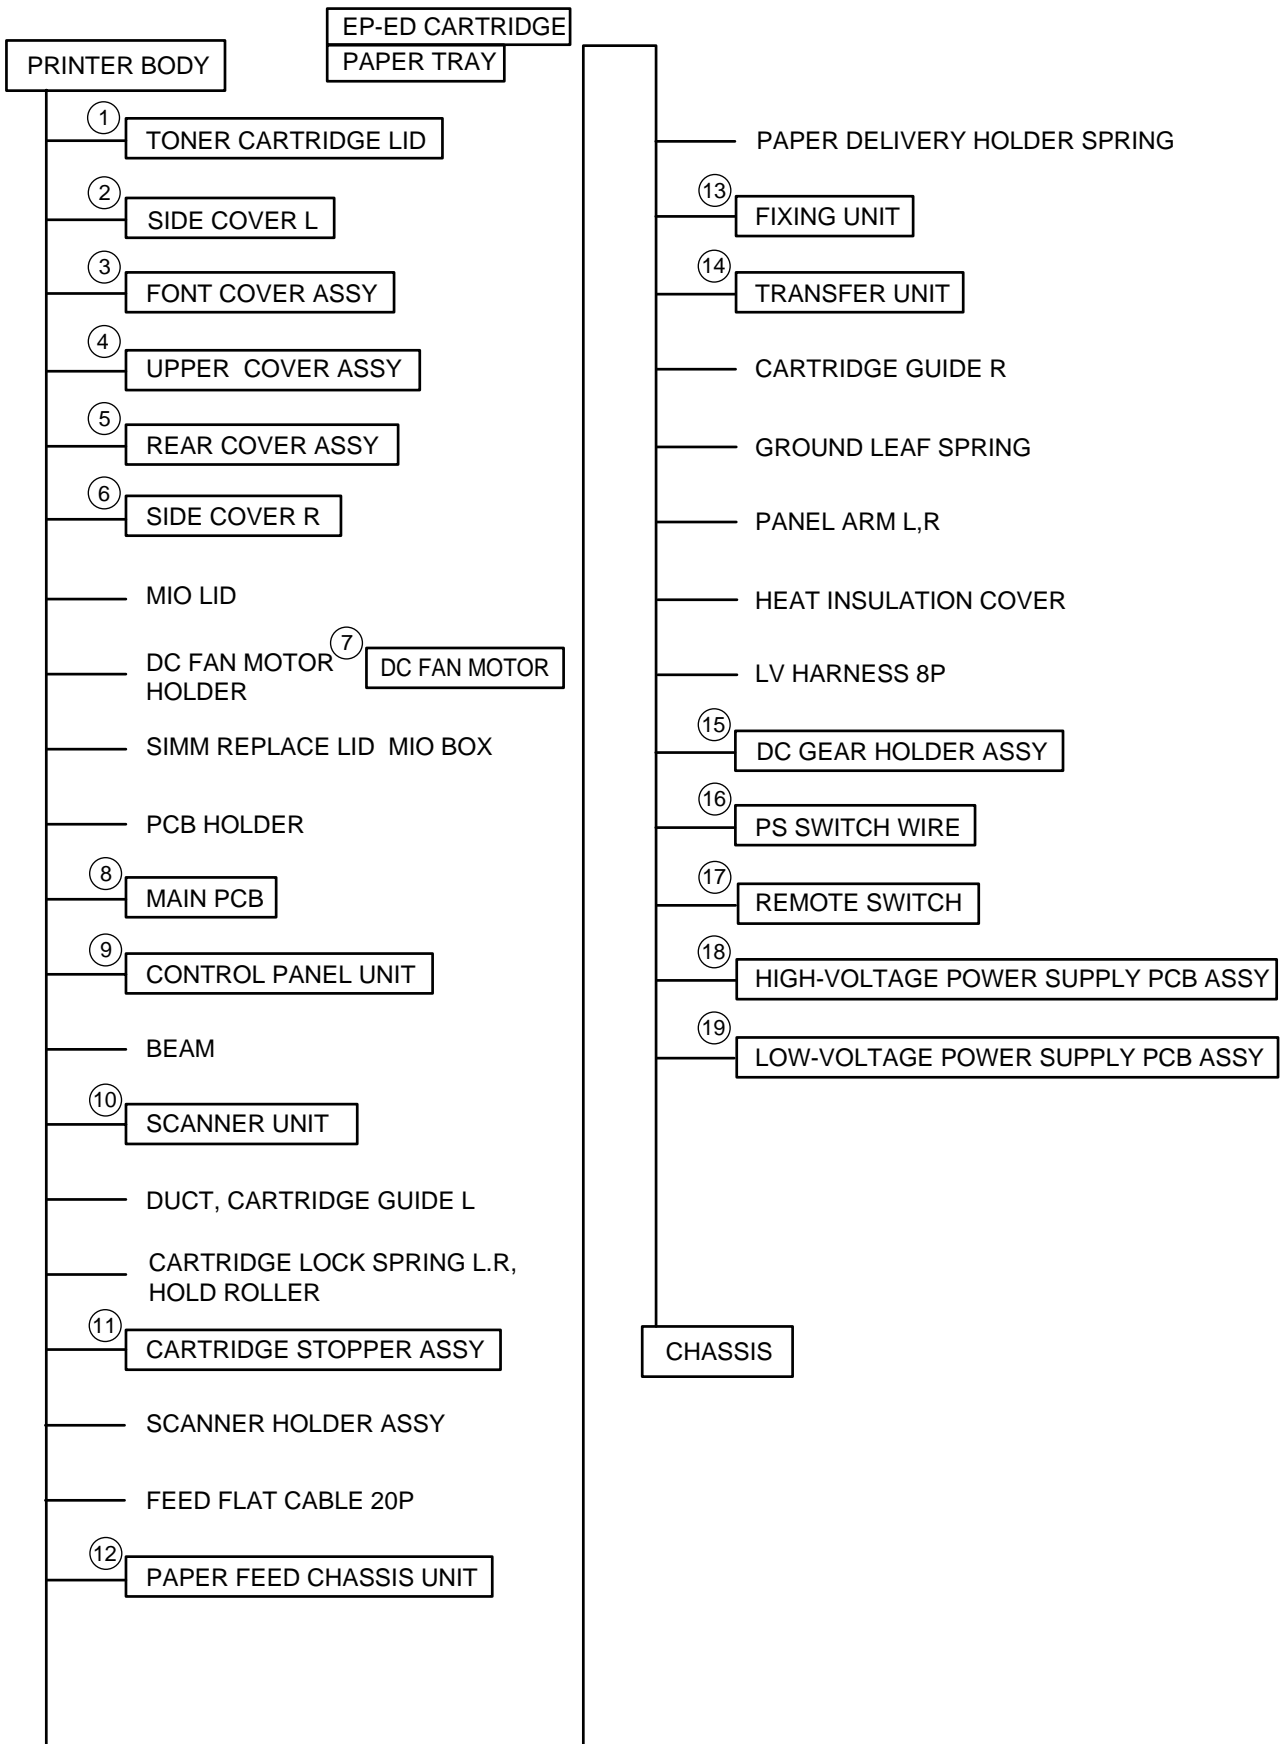 EP-ED CARTRIDGE
PAPER TRAY
PRINTER BODY
1
TONER CARTRIDGE LID
2
SIDE COVER L
3
FONT COVER ASSY
4
UPPER  COVER ASSY
5
REAR COVER ASSY
6
SIDE COVER R
MIO LID
DC FAN MOTOR
HOLDER
7
DC FAN MOTOR
SIMM REPLACE LID  MIO BOX
PCB HOLDER
8
MAIN PCB
9
CONTROL PANEL UNIT
BEAM
10
SCANNER UNIT
DUCT, CARTRIDGE GUIDE L
CARTRIDGE LOCK SPRING L.R,
HOLD ROLLER
11
CARTRIDGE STOPPER ASSY
SCANNER HOLDER ASSY
FEED FLAT CABLE 20P
12
PAPER FEED CHASSIS UNIT
PAPER DELIVERY HOLDER SPRING
13
FIXING UNIT
14
TRANSFER UNIT
CARTRIDGE GUIDE R
GROUND LEAF SPRING
PANEL ARM L,R
HEAT INSULATION COVER
LV HARNESS 8P
15
DC GEAR HOLDER ASSY
16
PS SWITCH WIRE
17
REMOTE SWITCH
18
HIGH-VOLTAGE POWER SUPPLY PCB ASSY
19
LOW-VOLTAGE POWER SUPPLY PCB ASSY
CHASSIS